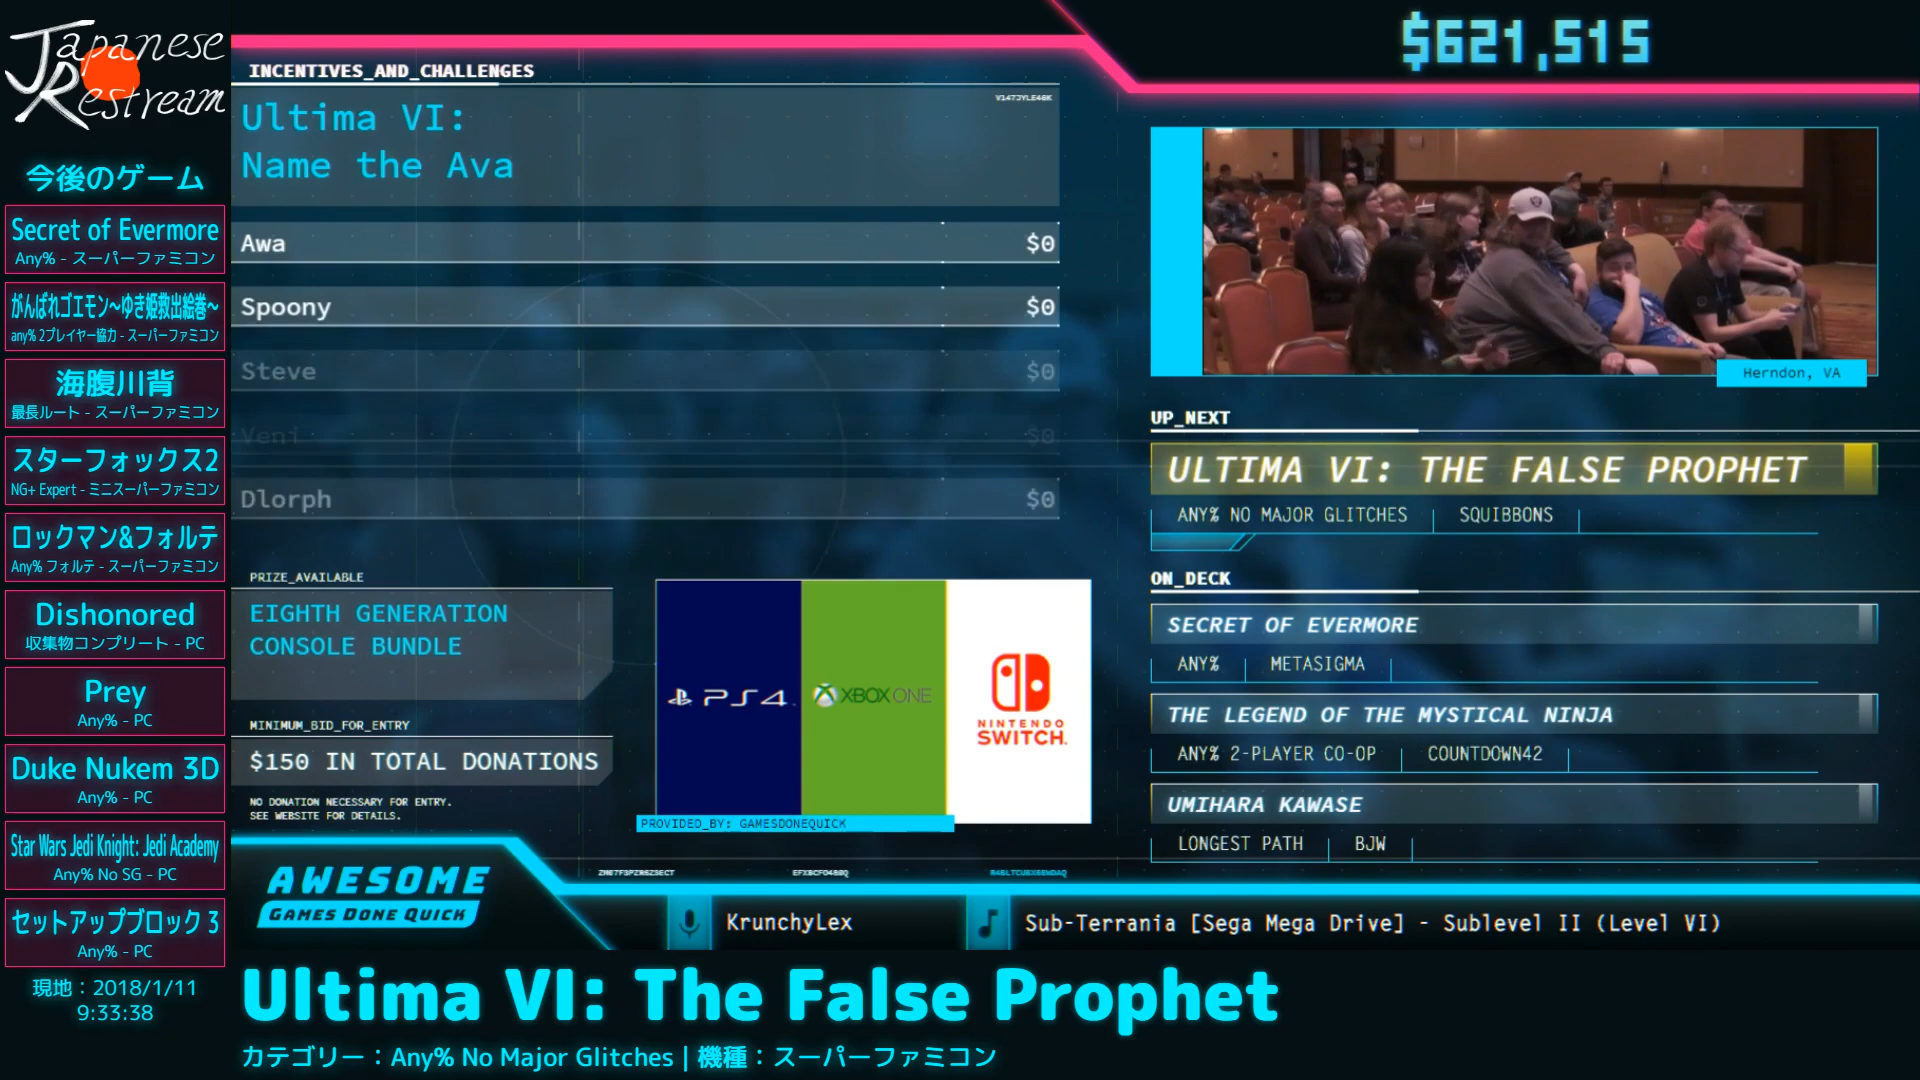 Japanese
Restream
今後のゲーム
Secret of Evermore
Any% - スーパーファミコン
がんばれゴエモン～ゆき姫救出絵巻～
any% 2プレイヤー協力 - スーパーファミコン
海腹川背
最長ルート - スーパーファミコン
スターフォックス2
NG+ Expert - ミニスーパーファミコン
ロックマン&フォルテ
Any% フォルテ - スーパーファミコン
Dishonored
収集物コンプリート - PC
Prey
Any% - PC
Duke Nukem 3D
Any% - PC
Star Wars Jedi Knight: Jedi Academy
Any% No SG - PC
セットアップブロック 3
Any% - PC
現地：2018/1/11
9:33:38
INCENTIVES_AND_CHALLENGES
Ultima VI:
Name the Ava
Awa $0
Spoony $0
Steve $0
Veni $0
Dlorph $0
PRIZE_AVAILABLE
EIGHTH GENERATION
CONSOLE BUNDLE
MINIMUM_BID_FOR_ENTRY
$150 IN TOTAL DONATIONS
NO DONATION NECESSARY FOR ENTRY.
SEE WEBSITE FOR DETAILS.
PS4
XBOX ONE
NINTENDO
SWITCH
PROVIDED_BY: GAMESDONEQUICK
$621,515
Herndon, VA
UP_NEXT
ULTIMA VI: THE FALSE PROPHET
ANY% NO MAJOR GLITCHES SQUIBBONS
ON_DECK
SECRET OF EVERMORE
ANY% METASIGMA
THE LEGEND OF THE MYSTICAL NINJA
ANY% 2-PLAYER CO-OP COUNTDOWN42
UMIHARA KAWASE
LONGEST PATH BJW
AWESOME
GAMES DONE QUICK
KrunchyLex
Sub-Terrania [Sega Mega Drive] - Sublevel II (Level VI)
Ultima VI: The False Prophet
カテゴリー：Any% No Major Glitches | 機種：スーパーファミコン